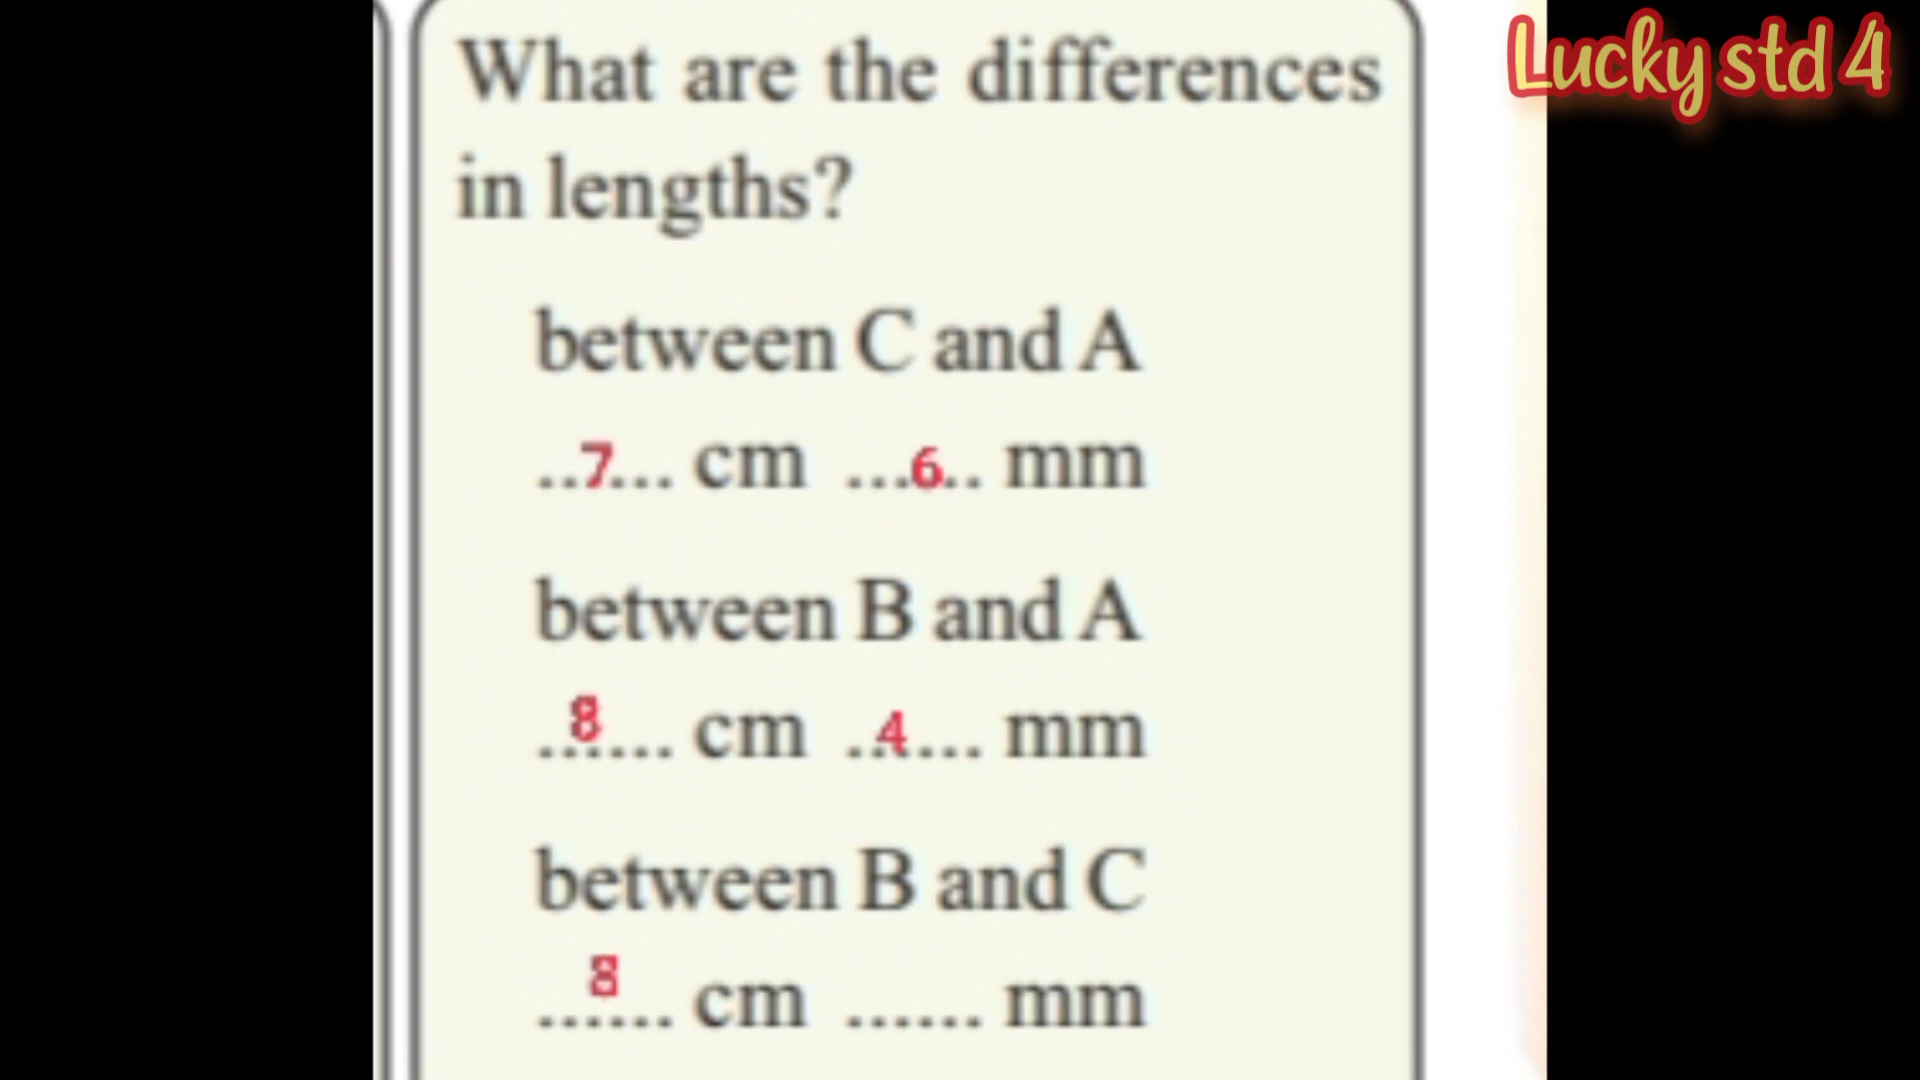 What are the differences
in lengths?
between C and A
..7... cm ...6.. mm
between B and A
..8.... cm ..4... mm
between B and C
...8... cm ...... mm
Lucky std 4